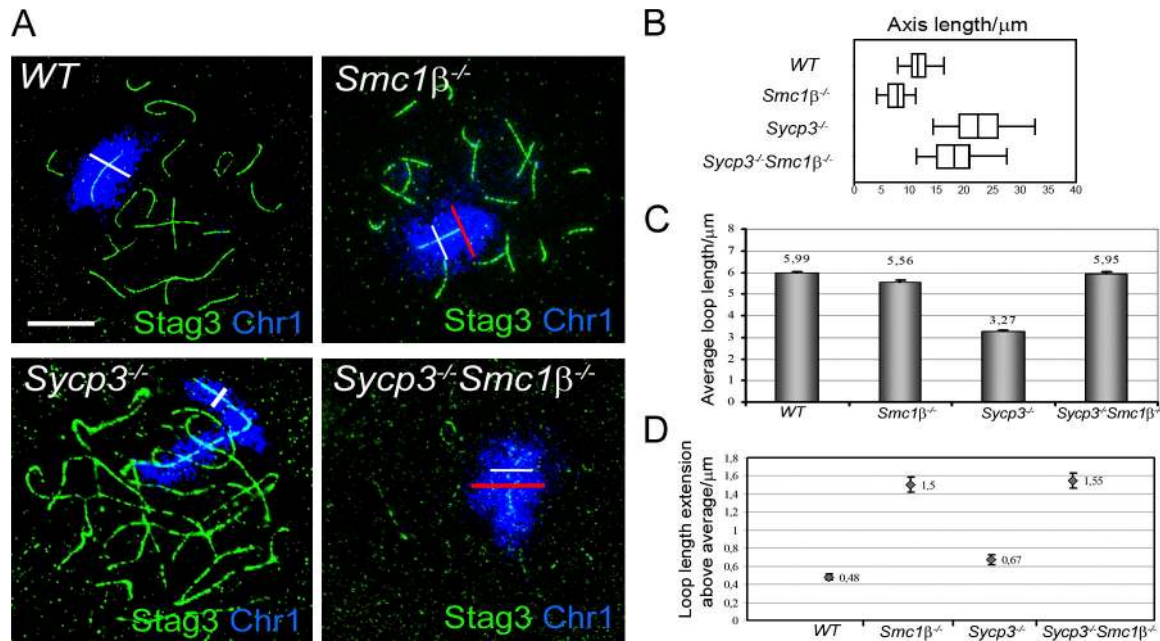 A
WT
Stag3 Chr1
Smc1β-/-
Stag3 Chr1
Sycp3-/-
Stag3 Chr1
Sycp3-/-Smc1β-/-
Stag3 Chr1
B
Axis length/μm
WT
Smc1β-/-
Sycp3-/-
Sycp3-/-Smc1β-/-
0 5 10 15 20 25 30 35 40
C
Average loop length/μm
8
7
6
5
4
3
2
1
0
5,99
5,56
3,27
5,95
WT Smc1β-/- Sycp3-/- Sycp3-/-Smc1β-/-
D
Loop length extension
above average/μm
1,8
1,6
1,4
1,2
1
0,8
0,6
0,4
0,2
0
0,48
1,5
0,67
1,55
WT Smc1β-/- Sycp3-/- Sycp3-/-Smc1β-/-